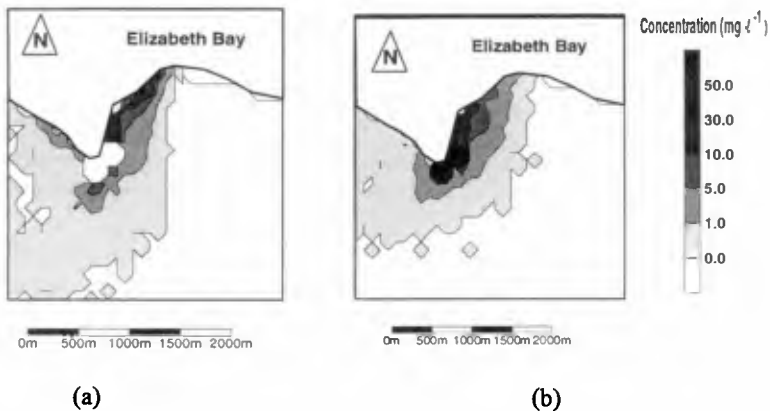 N
Elizabeth Bay
0m 500m 1000m 1500m 2000m
(a)
N
Elizabeth Bay
0m 500m 1000m 1500m 2000m
(b)
Concentration (mg ℓ⁻¹)
50.0
30.0
10.0
5.0
1.0
0.0